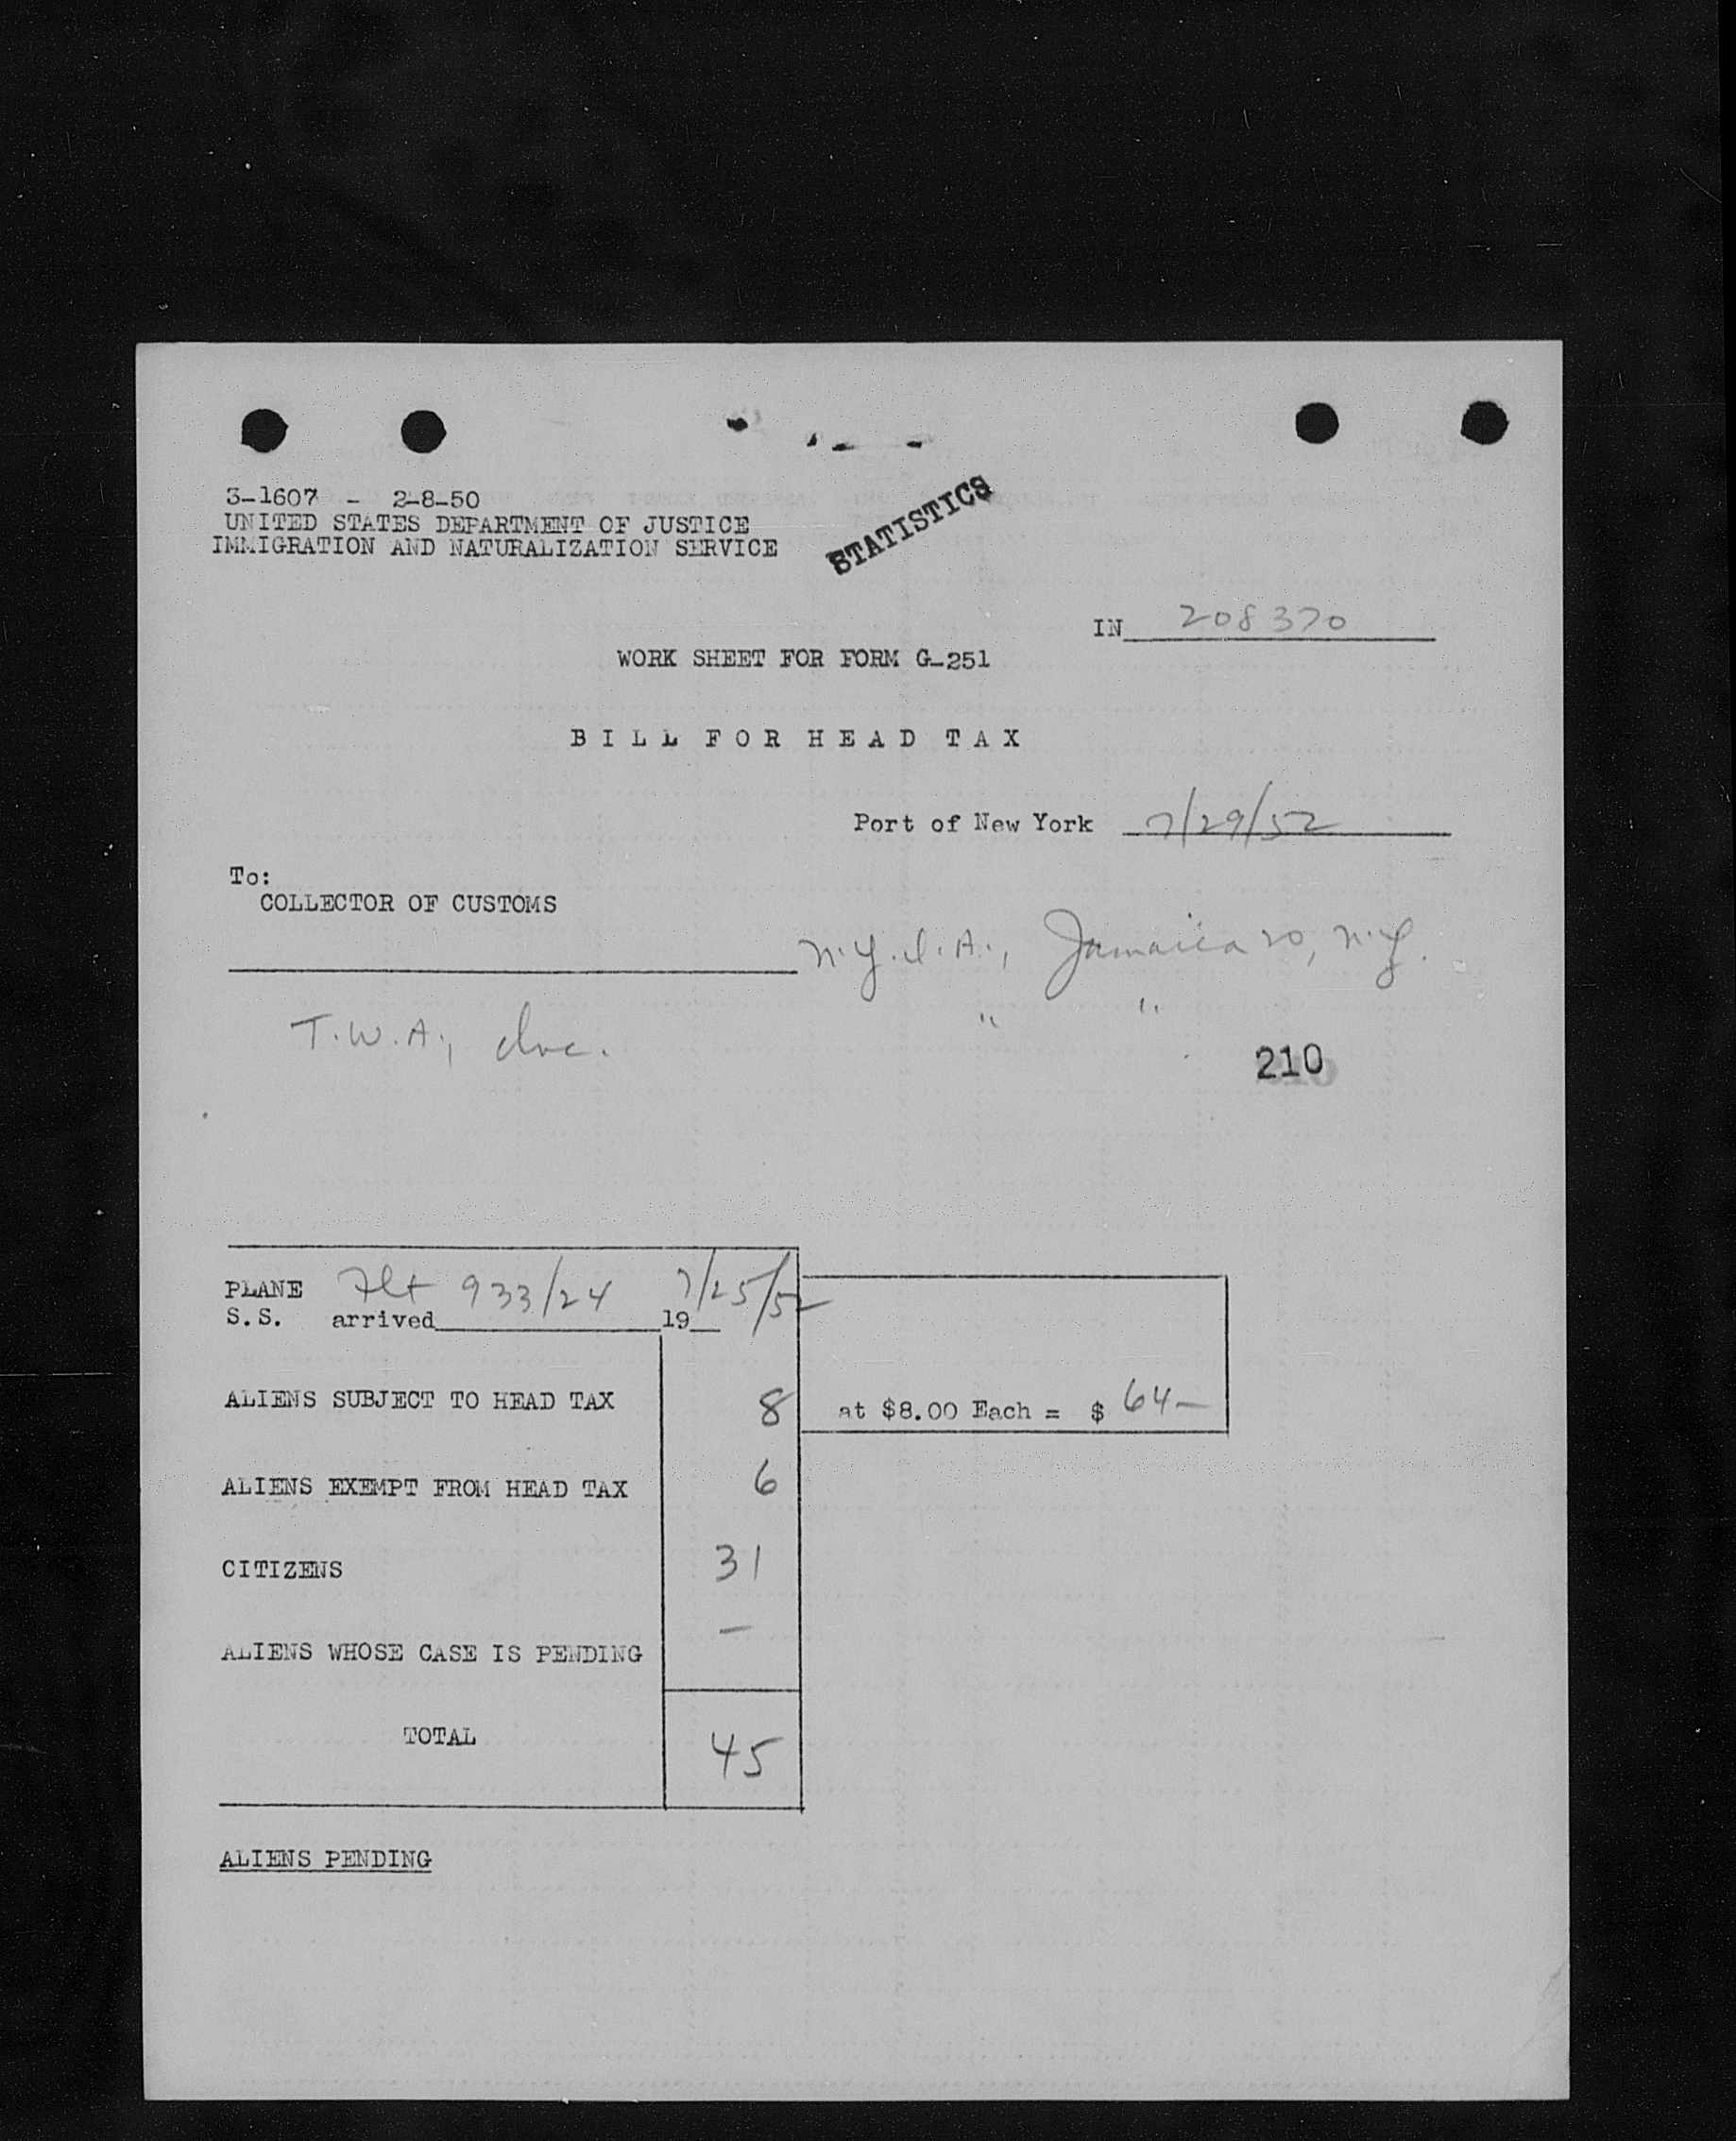 3-1607 - 2-8-50
UNITED STATES DEPARTMENT OF JUSTICE
IMMIGRATION AND NATURALIZATION SERVICE
STATISTICS
IN 208370
WORK SHEET FOR FORM G-251
BILL FOR HEAD TAX
Port of New York 7/29/52
To:
COLLECTOR OF CUSTOMS
N.Y.I.A., Jamaica 20, N.Y.
T.W.A., Inc. " "
210
PLANE Flt 933/24 7/25/52
S.S. arrived 19
ALIENS SUBJECT TO HEAD TAX 8 at $8.00 Each = $ 64-
ALIENS EXEMPT FROM HEAD TAX 6
CITIZENS 31
ALIENS WHOSE CASE IS PENDING -
TOTAL 45
ALIENS PENDING